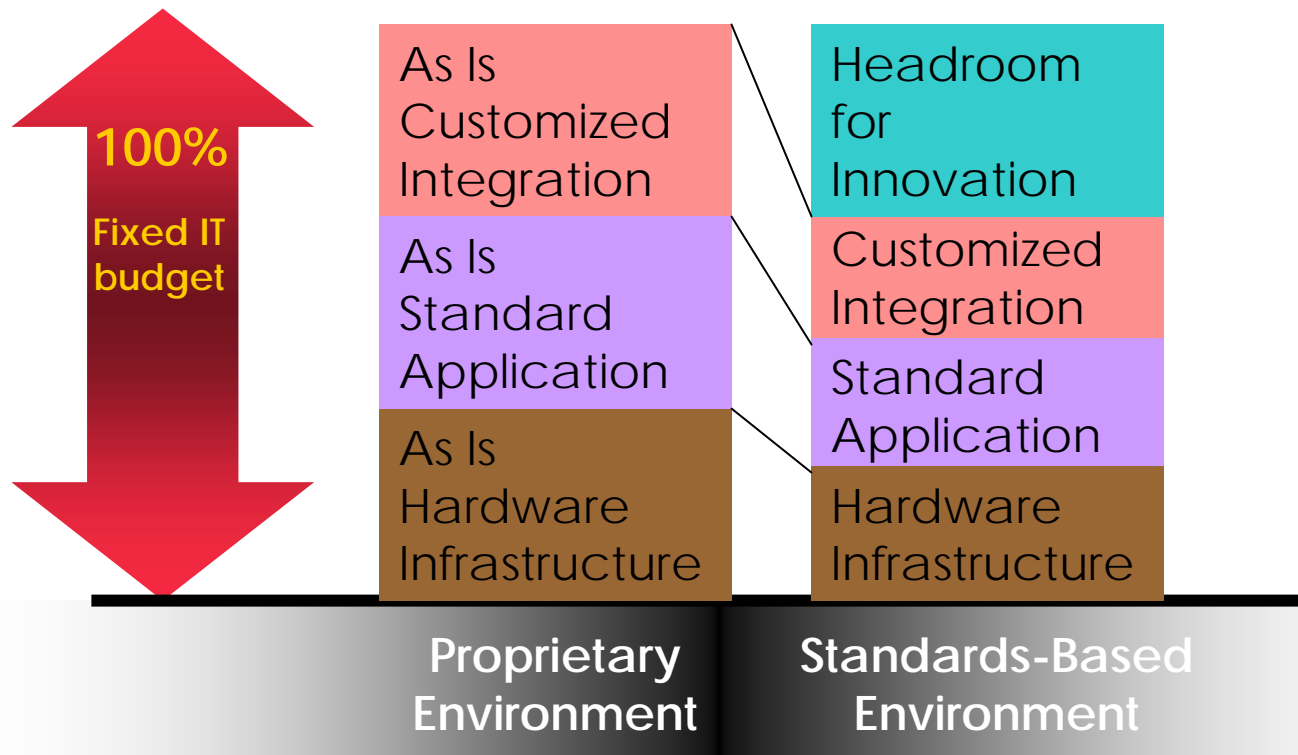 100%
Fixed IT
budget
As Is
Customized
Integration
As Is
Standard
Application
As Is
Hardware
Infrastructure
Headroom
for
Innovation
Customized
Integration
Standard
Application
Hardware
Infrastructure
Proprietary
Environment
Standards-Based
Environment